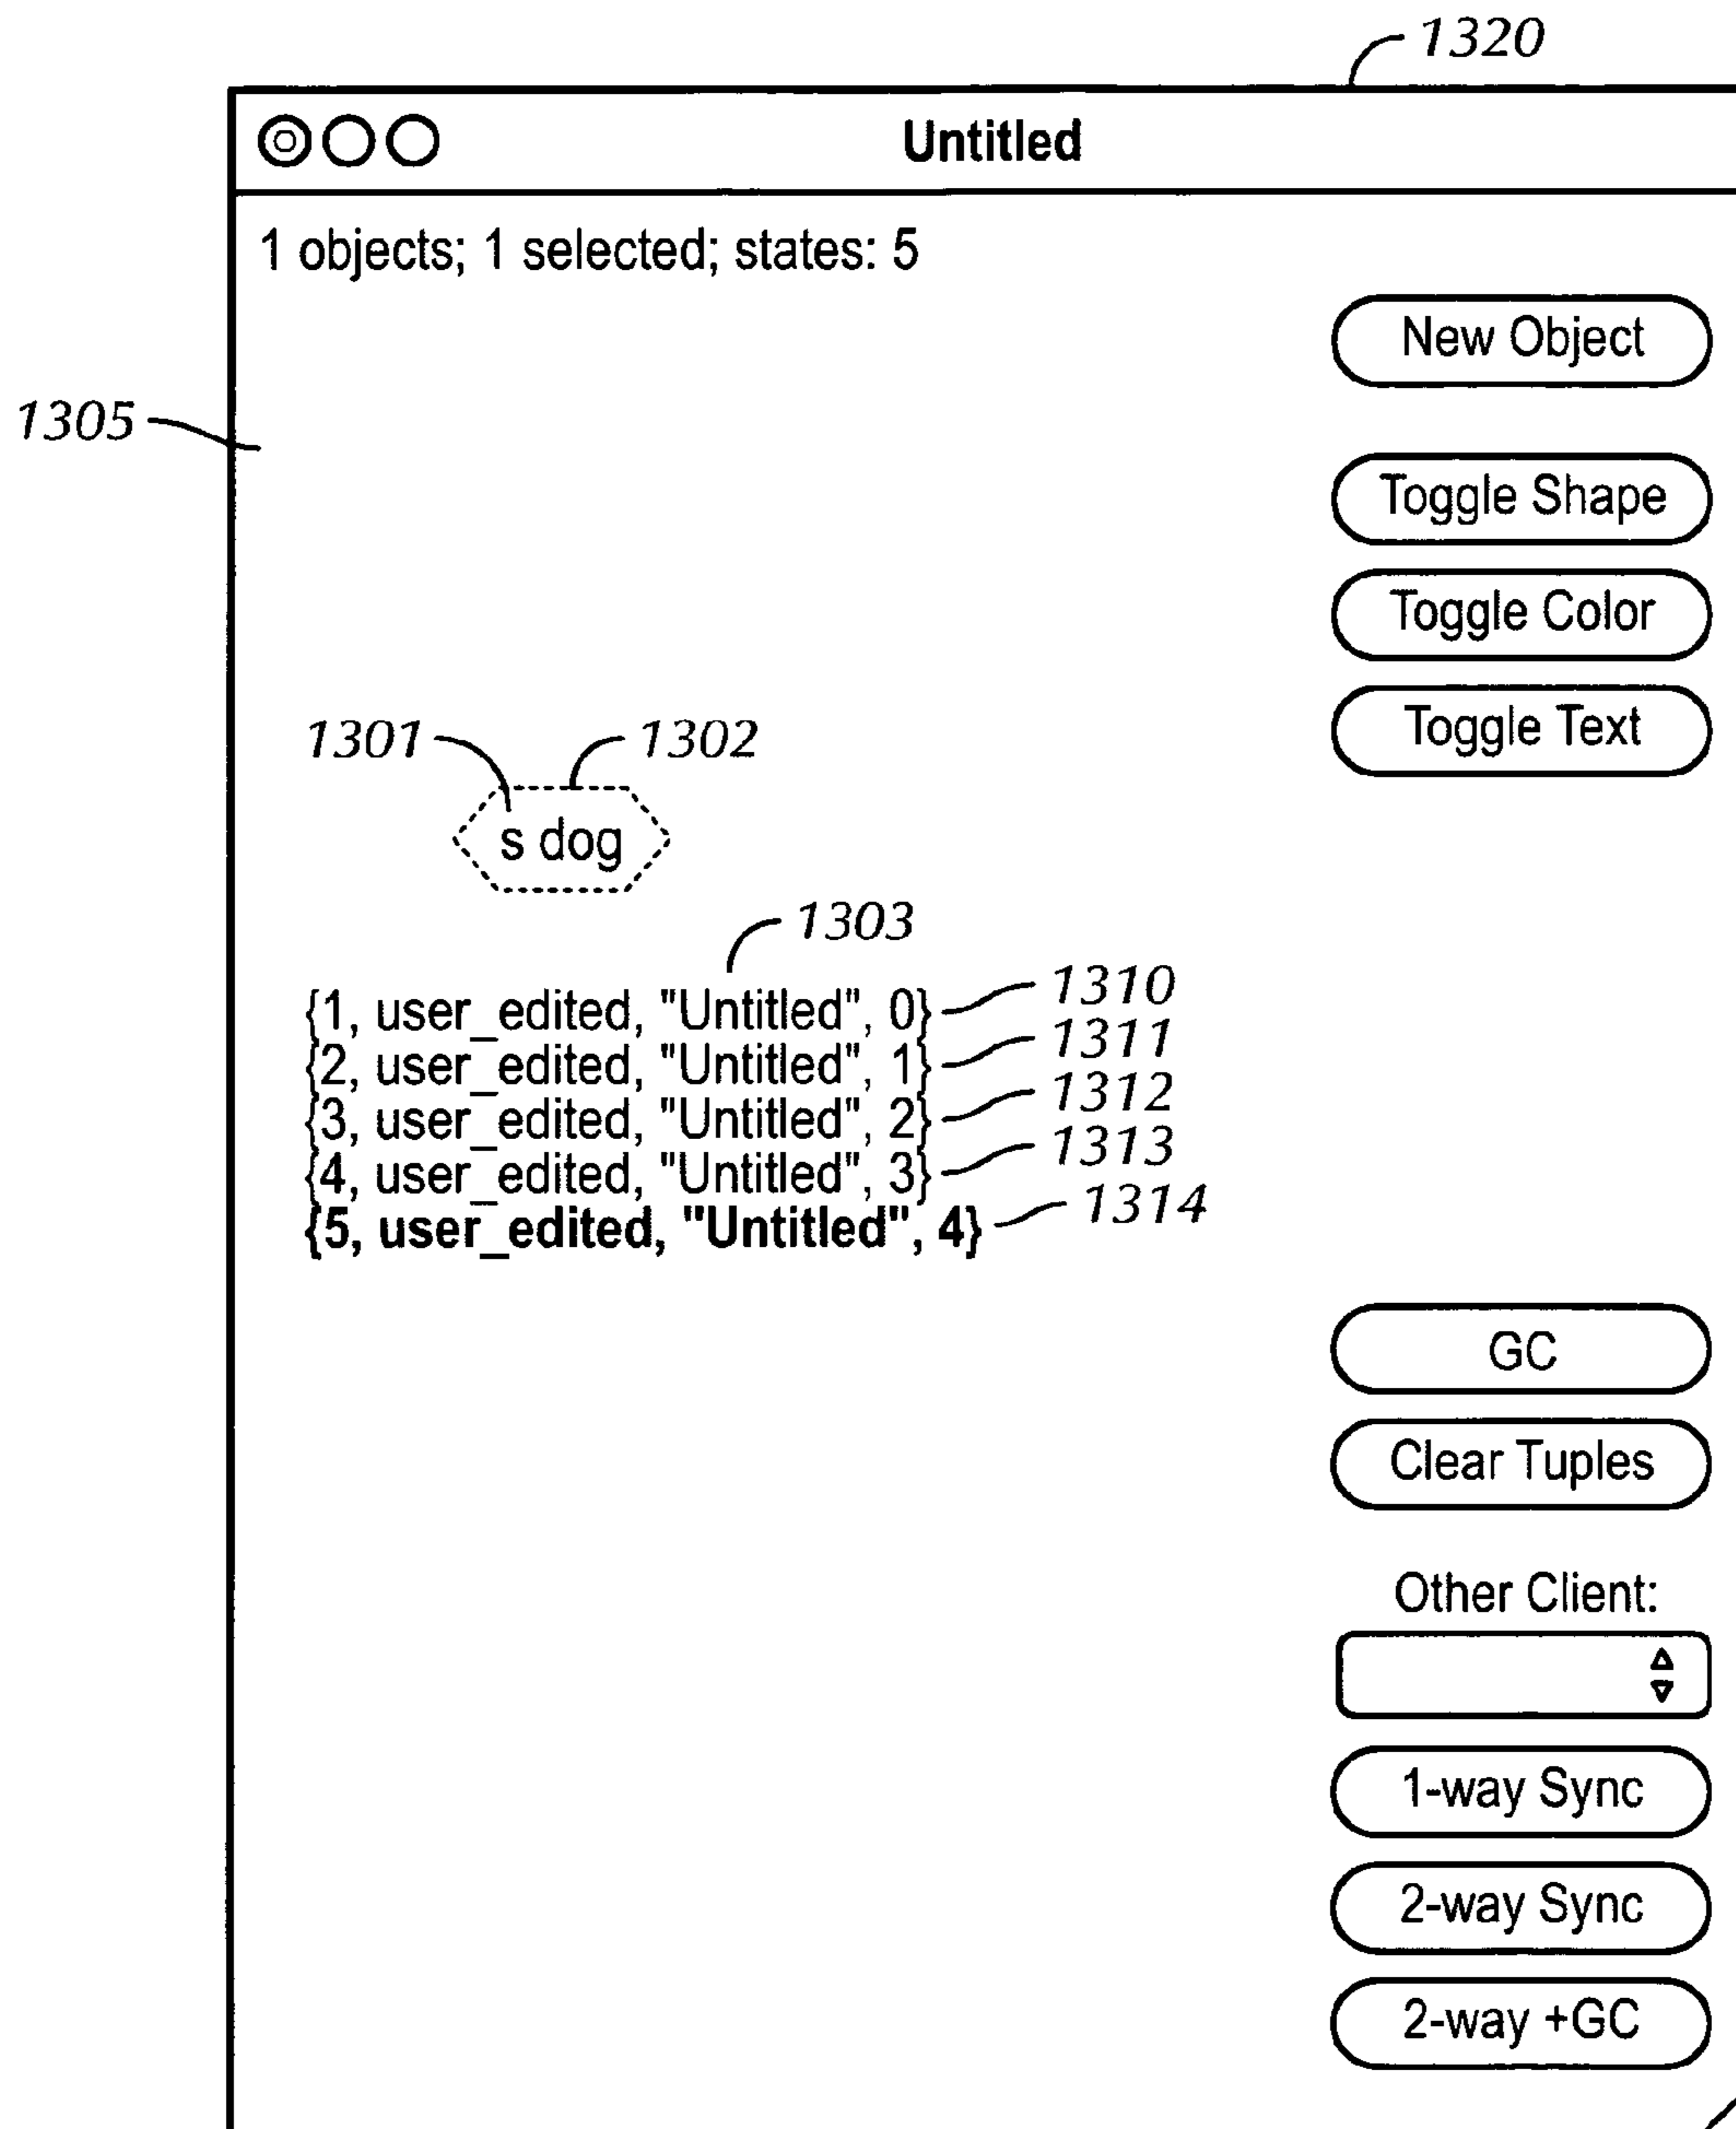 1320
Untitled
1 objects; 1 selected; states: 5
New Object
1305
Toggle Shape
Toggle Color
Toggle Text
1301
1302
s dog
1303
{1, user_edited, "Untitled", 0} 1310
{2, user_edited, "Untitled", 1} 1311
{3, user_edited, "Untitled", 2} 1312
{4, user_edited, "Untitled", 3} 1313
{5, user_edited, "Untitled", 4} 1314
GC
Clear Tuples
Other Client:
1-way Sync
2-way Sync
2-way +GC